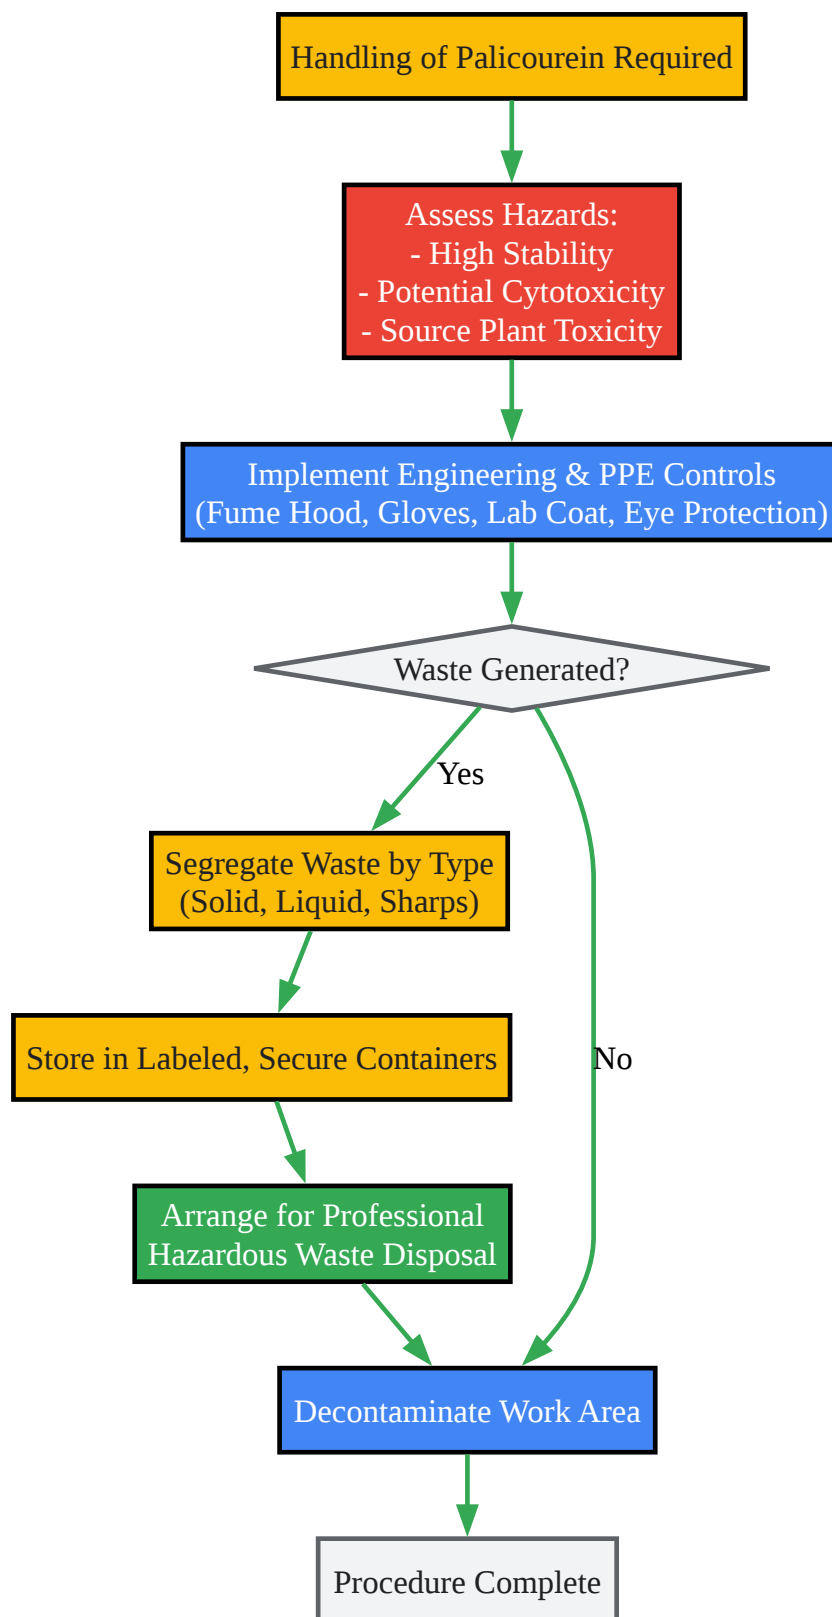 Handling of Palicourein Required
Assess Hazards:
- High Stability
- Potential Cytotoxicity
- Source Plant Toxicity
Implement Engineering & PPE Controls
(Fume Hood, Gloves, Lab Coat, Eye Protection)
Waste Generated?
Yes
Segregate Waste by Type
(Solid, Liquid, Sharps)
Store in Labeled, Secure Containers
No
Arrange for Professional
Hazardous Waste Disposal
Decontaminate Work Area
Procedure Complete